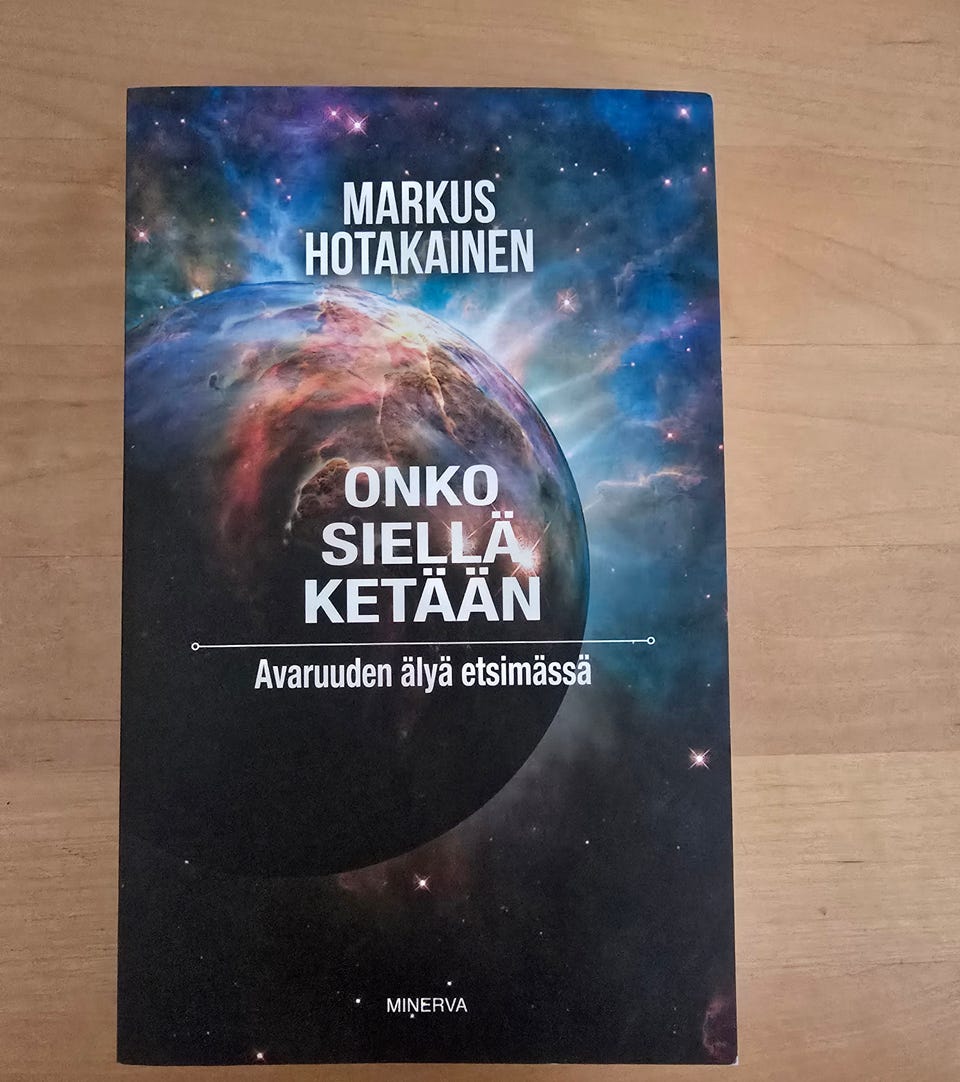 MARKUS
HOTAKAINEN
ONKO
SIELLÄ
KETÄÄN
Avaruuden älyä etsimässä
MINERVA